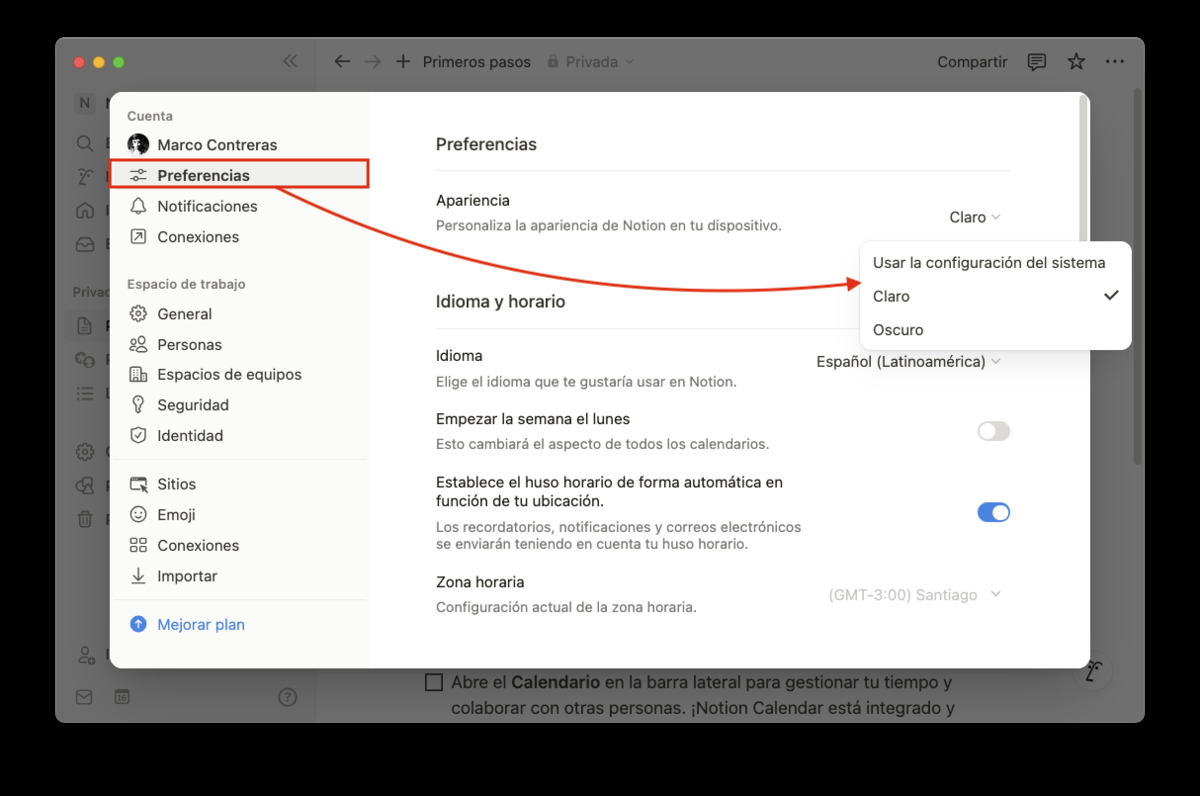 Primeros pasos
Privada
Compartir
N
Cuenta
Marco Contreras
Preferencias
Notificaciones
Conexiones
Espacio de trabajo
General
Personas
Espacios de equipos
Seguridad
Identidad
Sitios
Emoji
Conexiones
Importar
Mejorar plan
Preferencias
Apariencia
Personaliza la apariencia de Notion en tu dispositivo.
Claro
Usar la configuración del sistema
Claro
Oscuro
Idioma y horario
Idioma
Elige el idioma que te gustaría usar en Notion.
Español (Latinoamérica)
Empezar la semana el lunes
Esto cambiará el aspecto de todos los calendarios.
Establece el huso horario de forma automática en
función de tu ubicación.
Los recordatorios, notificaciones y correos electrónicos
se enviarán teniendo en cuenta tu huso horario.
Zona horaria
Configuración actual de la zona horaria.
(GMT-3:00) Santiago
16
Abre el Calendario en la barra lateral para gestionar tu tiempo y
colaborar con otras personas. ¡Notion Calendar está integrado y